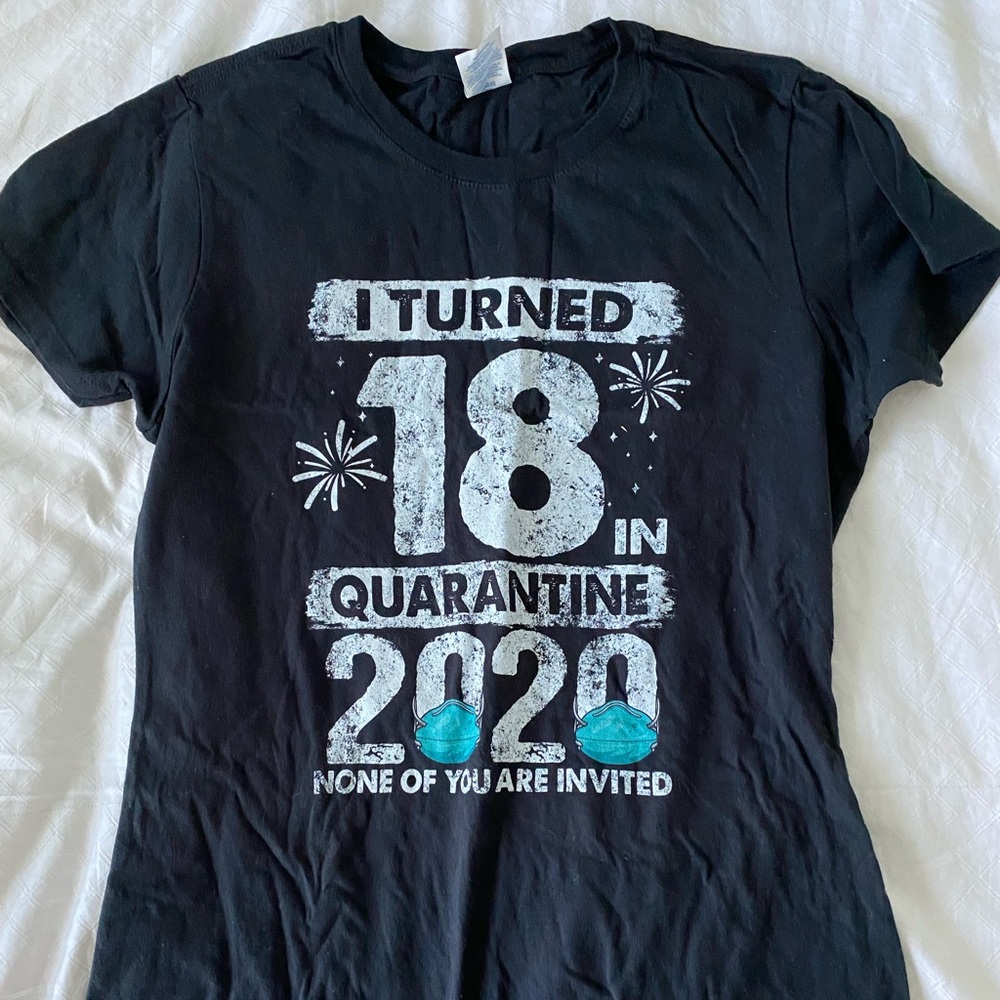 I TURNED
18 IN
QUARANTINE
2020
NONE OF YOU ARE INVITED